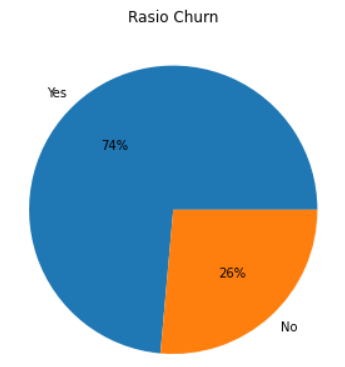 Rasio Churn
Yes
74%
26%
No